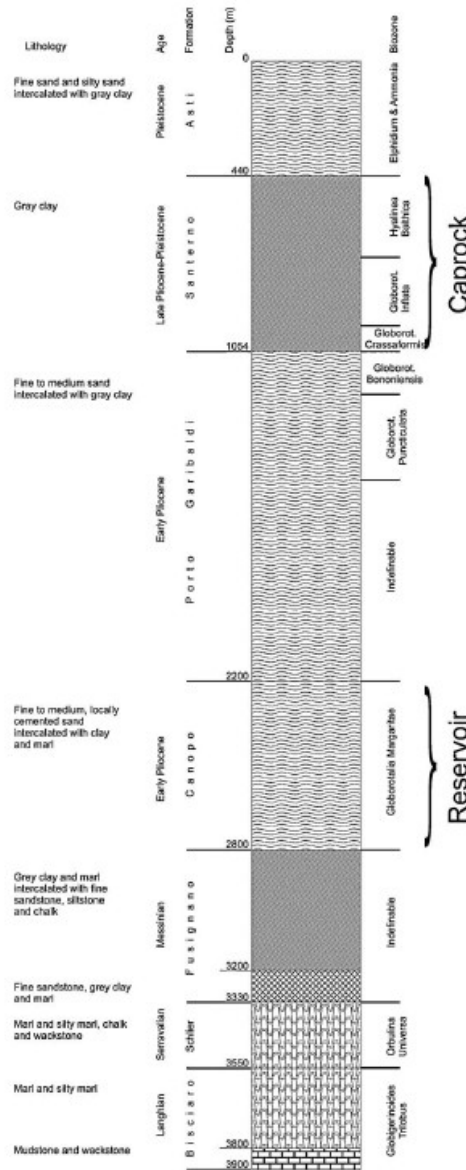 Lithology
Age
Formation
Depth (m)
Biozone
0
Fine sand and silty sand
intercalated with gray clay
Pleistocene
Asti
Elphidium & Ammonia
440
Gray clay
Late Pliocene-Pleistocene
Santerno
Hyalinea
Balthica
Globorot.
Inflata
Globorot.
Crassaformis
Caprock
1054
Fine to medium sand
intercalated with gray clay
Early Pliocene
Porto Garibaldi
Globorot.
Bononiensis
Globorot.
Puncticulata
Indefinable
2200
Fine to medium, locally
cemented sand
intercalated with clay
and marl
Early Pliocene
Canopo
Globorotalia Margaritae
Reservoir
2800
Grey clay and marl
intercalated with fine
sandstone, siltstone
and chalk
Messinian
Fusignano
Indefinable
3200
Fine sandstone, grey clay
and marl
3330
Marl and silty marl, chalk
and wackstone
Serravalian
Schlier
Orbulina
Universa
3550
Marl and silty marl
Langhian
Bisciaro
Globigerinoides
Trilobus
3800
Mudstone and wackstone
3900